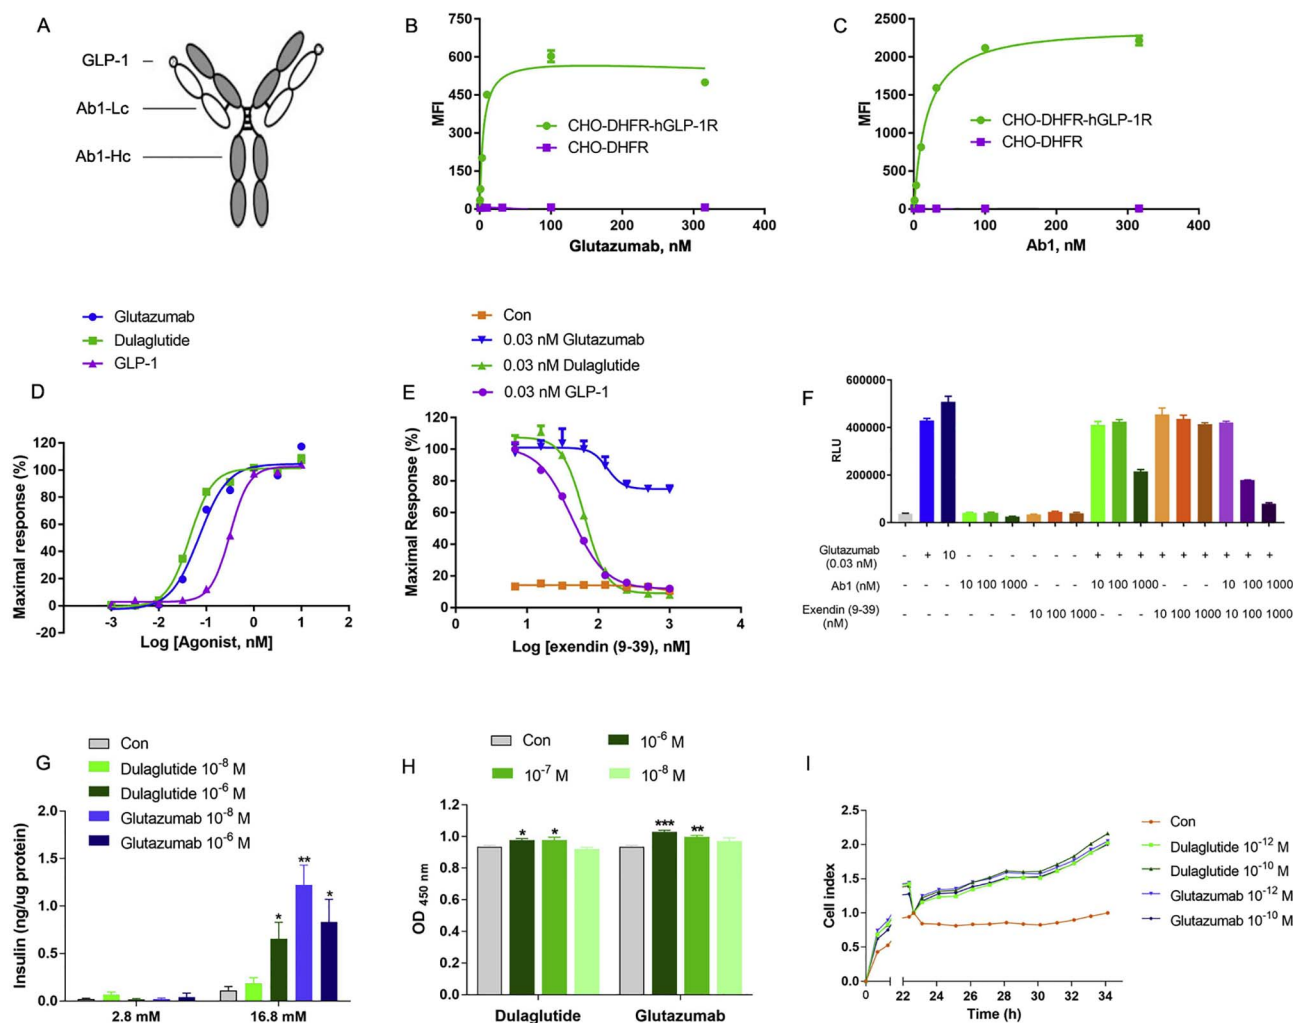 A
GLP-1
Ab1-Lc
Ab1-Hc
B
MFI
750
600
450
300
150
0
CHO-DHFR-hGLP-1R
CHO-DHFR
0 100 200 300 400
Glutazumab, nM
C
MFI
2500
2000
1500
1000
500
0
CHO-DHFR-hGLP-1R
CHO-DHFR
0 100 200 300 400
Ab1, nM
D
Glutazumab
Dulaglutide
GLP-1
Maximal response (%)
120
100
80
60
40
20
0
-20
-4 -3 -2 -1 0 1 2
Log [Agonist, nM]
E
Con
0.03 nM Glutazumab
0.03 nM Dulaglutide
0.03 nM GLP-1
Maximal Response (%)
120
100
80
60
40
20
0
0 1 2 3 4
Log [exendin (9-39), nM]
F
RLU
600000
400000
200000
0
Glutazumab (0.03 nM) - + 10 - - - - - - + + + + + + + + +
Ab1 (nM) - - - 10 100 1000 - - - 10 100 1000 - - - 10 100 1000
Exendin (9-39) (nM) - - - - - - 10 100 1000 - - - 10 100 1000 10 100 1000
G
Con
Dulaglutide 10⁻⁸ M
Dulaglutide 10⁻⁶ M
Glutazumab 10⁻⁸ M
Glutazumab 10⁻⁶ M
Insulin (ng/ug protein)
2.0
1.5
1.0
0.5
0.0
* ** *
2.8 mM 16.8 mM
H
Con 10⁻⁶ M
10⁻⁷ M 10⁻⁸ M
OD 450 nm
1.2
1.0
0.8
0.6
0.4
0.2
0.0
* * *** **
Dulaglutide Glutazumab
I
Cell index
2.5
2.0
1.5
1.0
0.5
0.0
Con
Dulaglutide 10⁻¹² M
Dulaglutide 10⁻¹⁰ M
Glutazumab 10⁻¹² M
Glutazumab 10⁻¹⁰ M
0 22 24 26 28 30 32 34
Time (h)